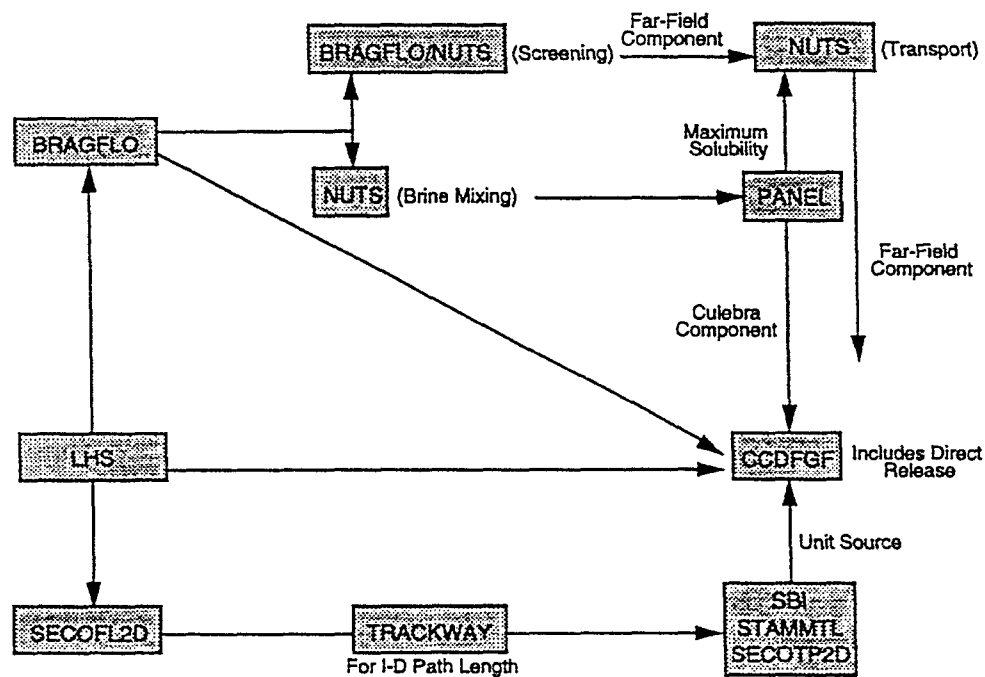 Far-Field
Component
BRAGFLO/NUTS (Screening)
NUTS (Transport)
BRAGFLO
Maximum
Solubility
NUTS (Brine Mixing)
PANEL
Far-Field
Component
Culebra
Component
LHS
CCDFGF
Includes Direct
Release
Unit Source
SECOFL2D
TRACKWAY
For I-D Path Length
SBI-
STAMMTL
SECOTP2D